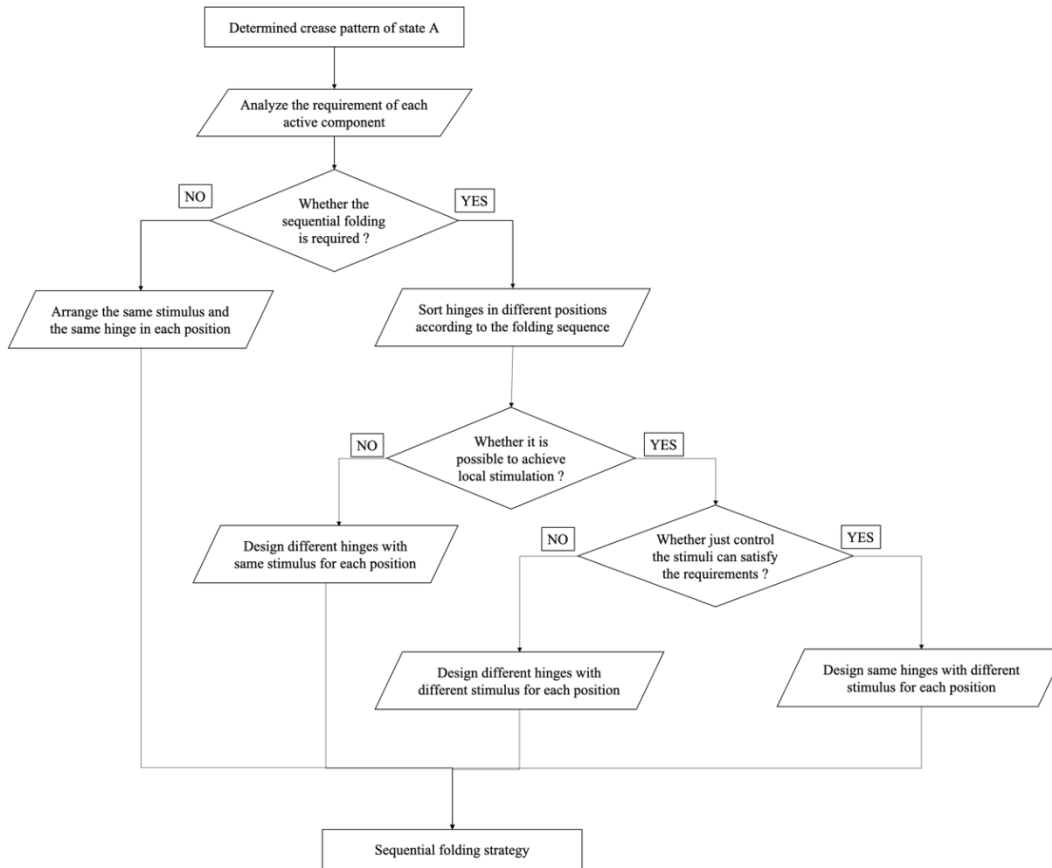 Determined crease pattern of state A
Analyze the requirement of each
active component
NO
YES
Whether the
sequential folding
is required ?
Arrange the same stimulus and
the same hinge in each position
Sort hinges in different positions
according to the folding sequence
NO
YES
Whether it is
possible to achieve
local stimulation ?
Design different hinges with
same stimulus for each position
NO
YES
Whether just control
the stimuli can satisfy
the requirements ?
Design different hinges with
different stimulus for each position
Design same hinges with different
stimulus for each position
Sequential folding strategy